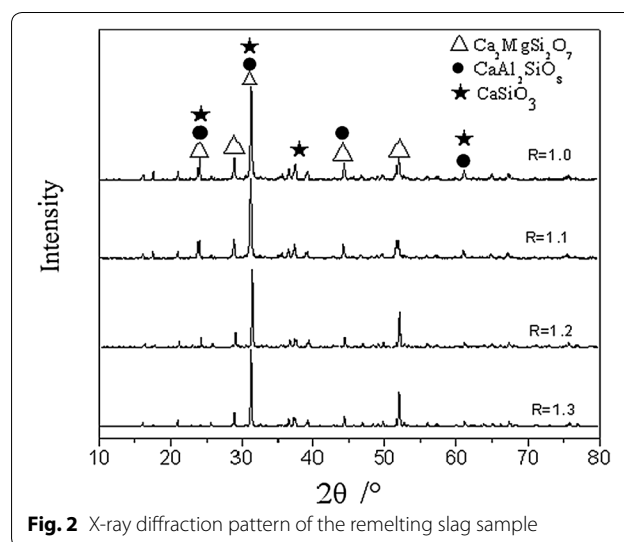 Ca₂MgSi₂O₇
CaAl₂SiO₈
CaSiO₃
R=1.0
R=1.1
R=1.2
R=1.3
Intensity
10 20 30 40 50 60 70 80
2θ /°
Fig. 2 X-ray diffraction pattern of the remelting slag sample